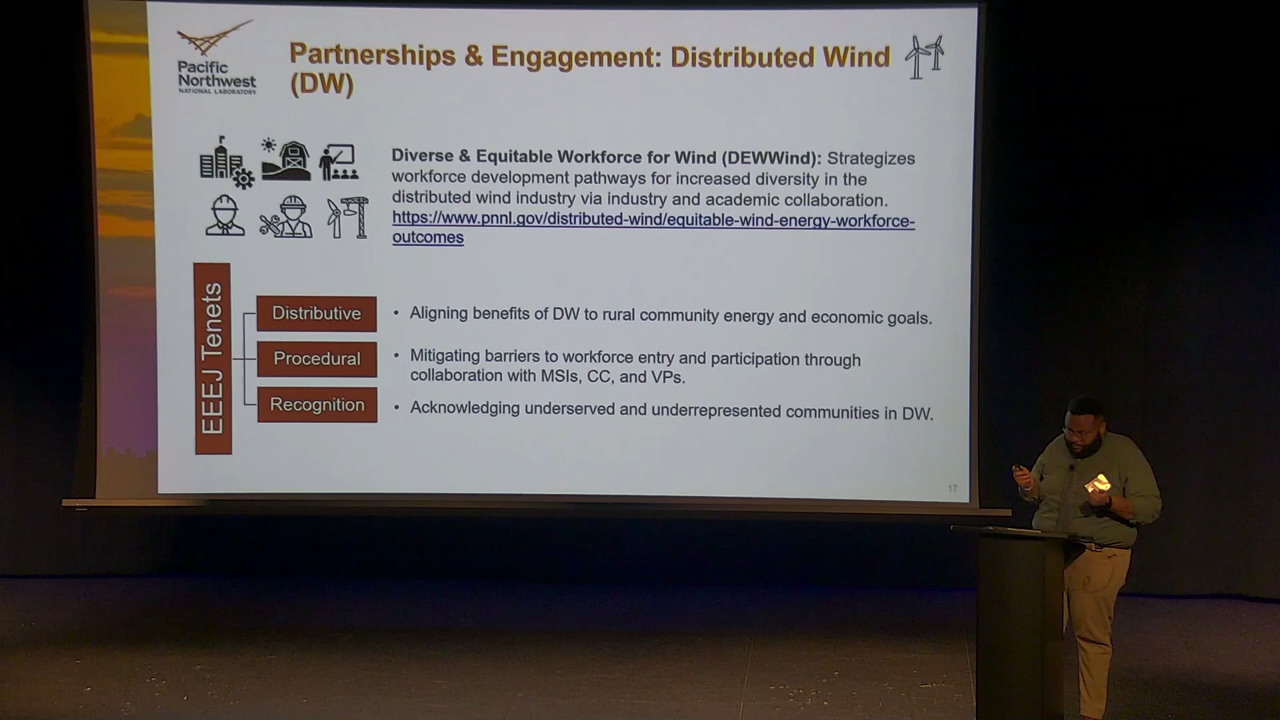 Pacific
Northwest
NATIONAL LABORATORY
Partnerships & Engagement: Distributed Wind
(DW)
Diverse & Equitable Workforce for Wind (DEWWind): Strategizes
workforce development pathways for increased diversity in the
distributed wind industry via industry and academic collaboration.
https://www.pnnl.gov/distributed-wind/equitable-wind-energy-workforce-
outcomes
EEEJ Tenets
Distributive
• Aligning benefits of DW to rural community energy and economic goals.
Procedural
• Mitigating barriers to workforce entry and participation through
collaboration with MSIs, CC, and VPs.
Recognition
• Acknowledging underserved and underrepresented communities in DW.
17